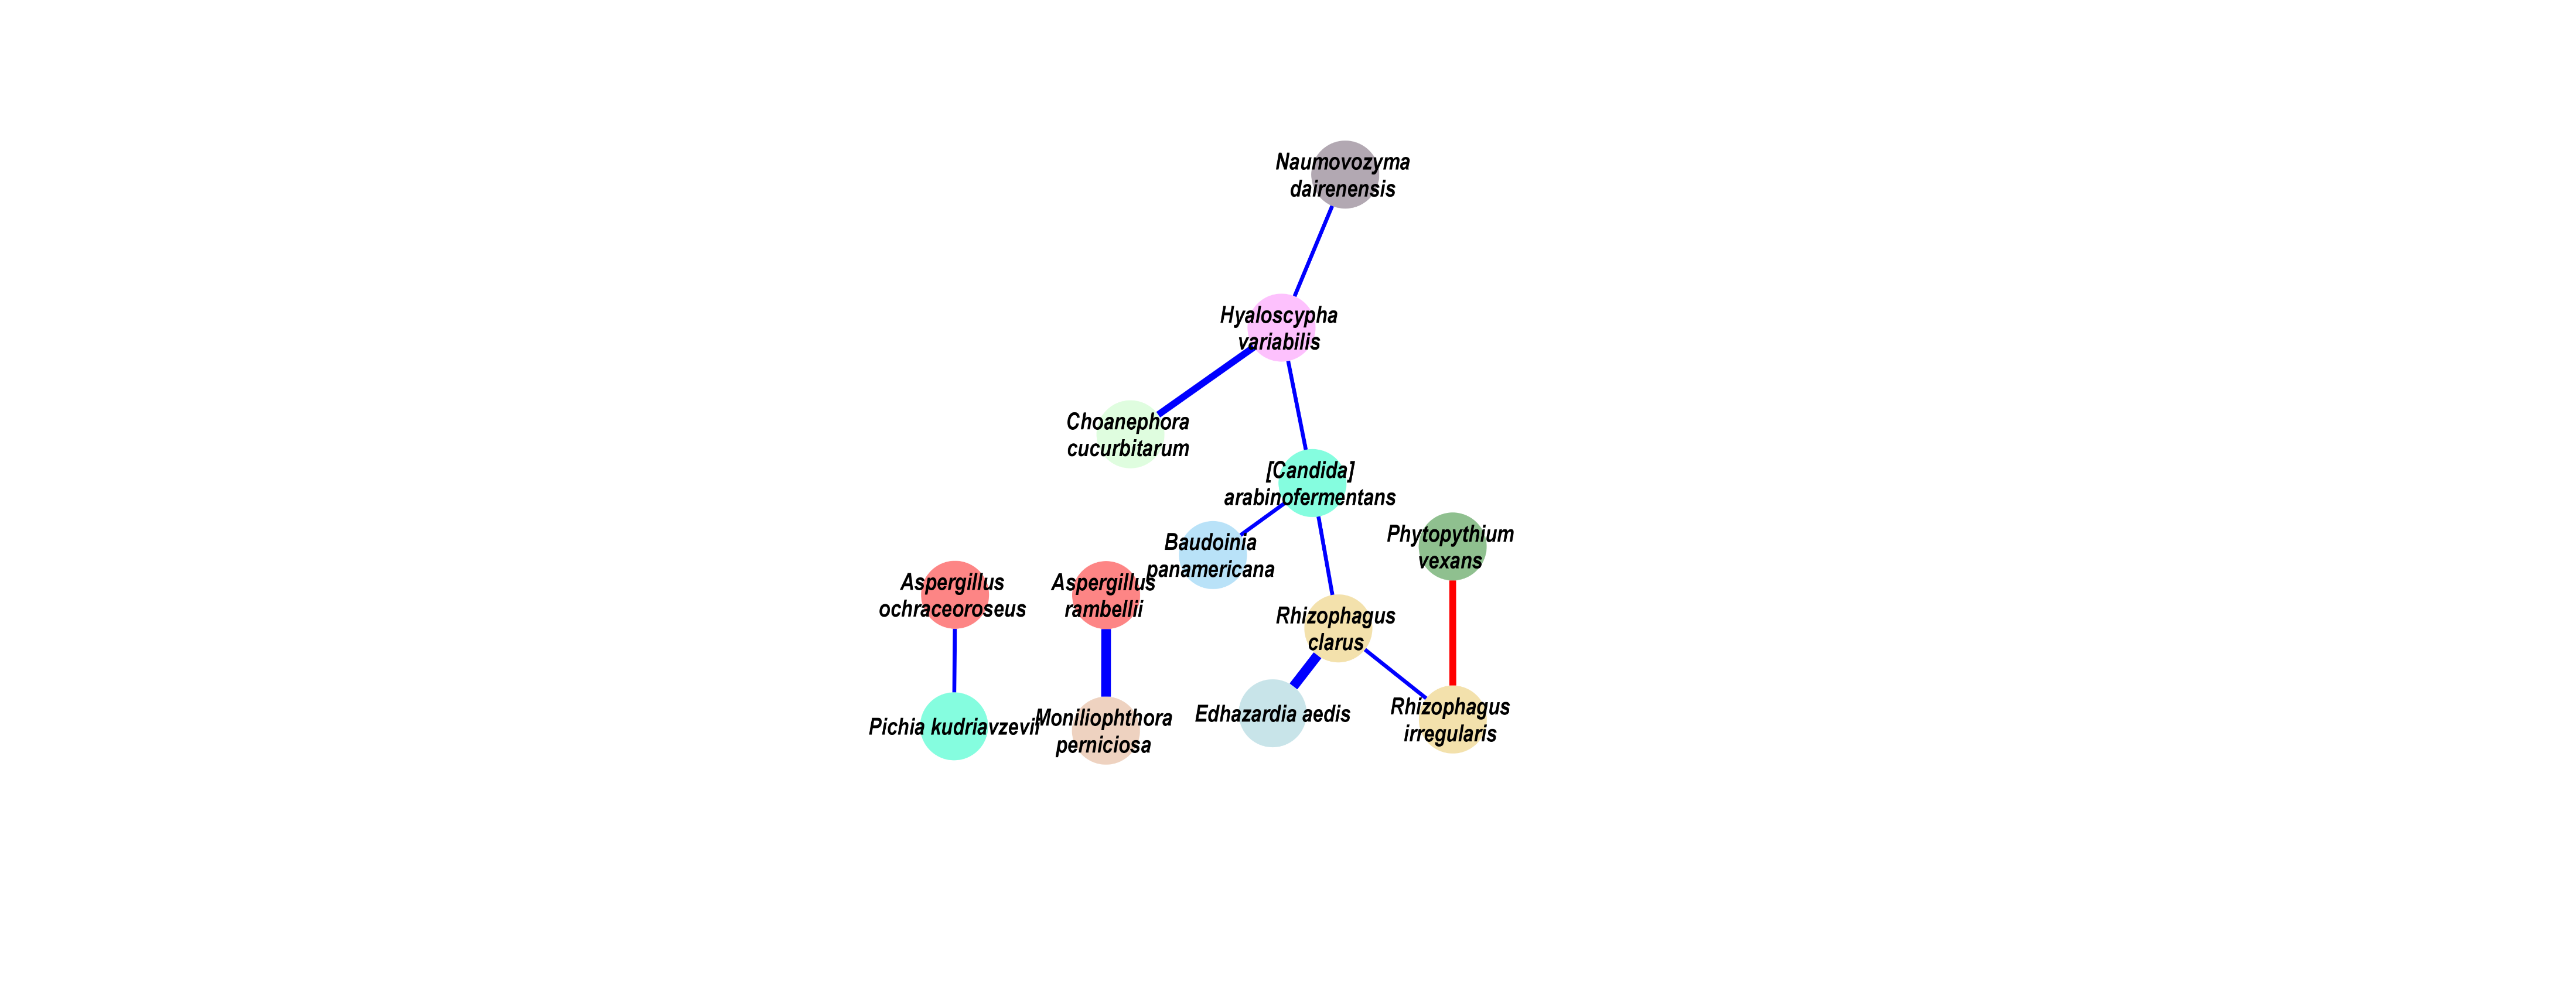 Naumovozyma
dairenensis
Hyaloscypha
variabilis
Choanephora
cucurbitarum
[Candida]
arabinofermentans
Baudoinia
panamericana
Phytopythium
vexans
Aspergillus
ochraceoroseus
Aspergillus
rambellii
Rhizophagus
clarus
Pichia kudriavzevii
Moniliophthora
perniciosa
Edhazardia aedis
Rhizophagus
irregularis